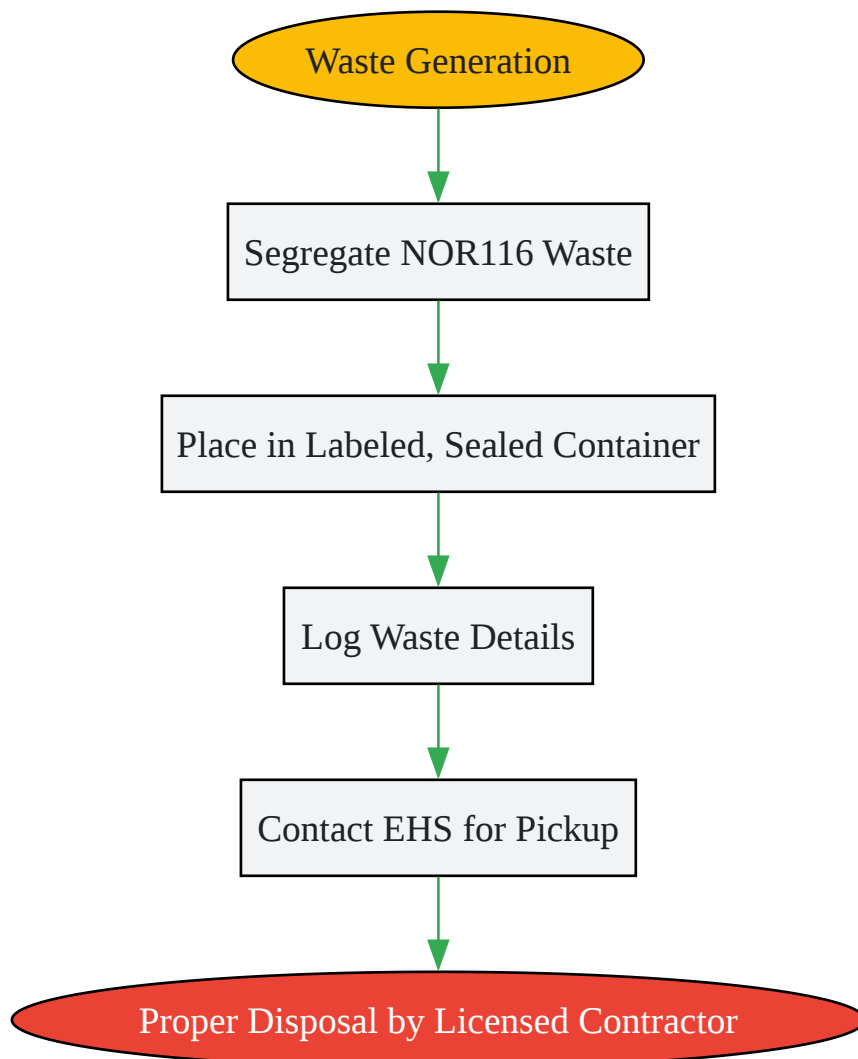 Waste Generation
Segregate NOR116 Waste
Place in Labeled, Sealed Container
Log Waste Details
Contact EHS for Pickup
Proper Disposal by Licensed Contractor